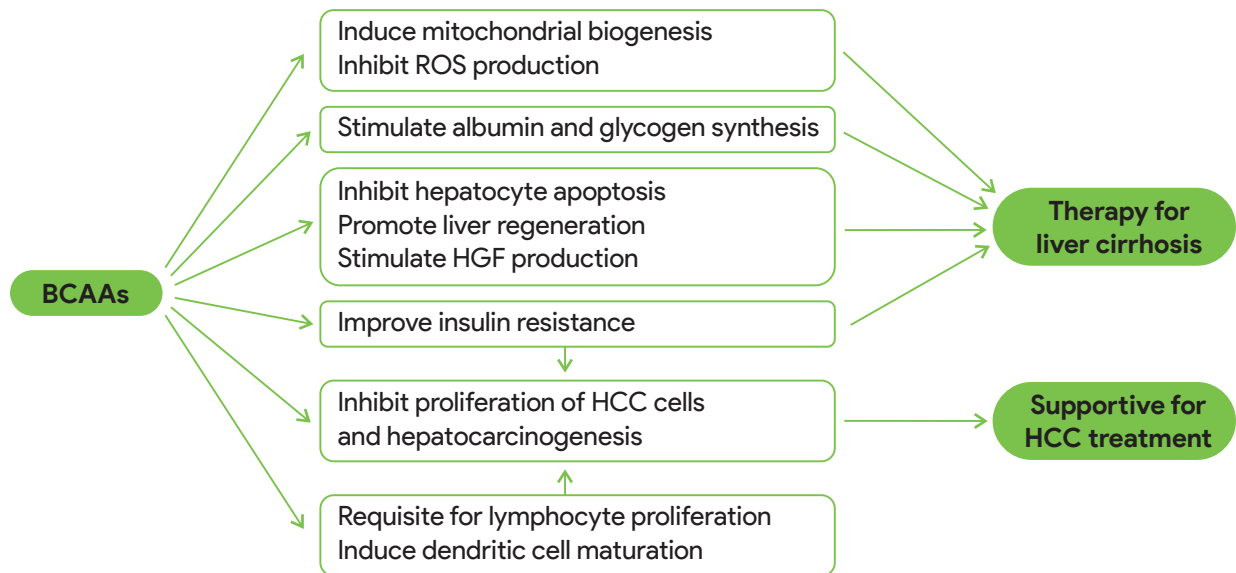 Induce mitochondrial biogenesis
Inhibit ROS production
Stimulate albumin and glycogen synthesis
Inhibit hepatocyte apoptosis
Promote liver regeneration
Stimulate HGF production
Therapy for
liver cirrhosis
BCAAs
Improve insulin resistance
Inhibit proliferation of HCC cells
and hepatocarcinogenesis
Supportive for
HCC treatment
Requisite for lymphocyte proliferation
Induce dendritic cell maturation